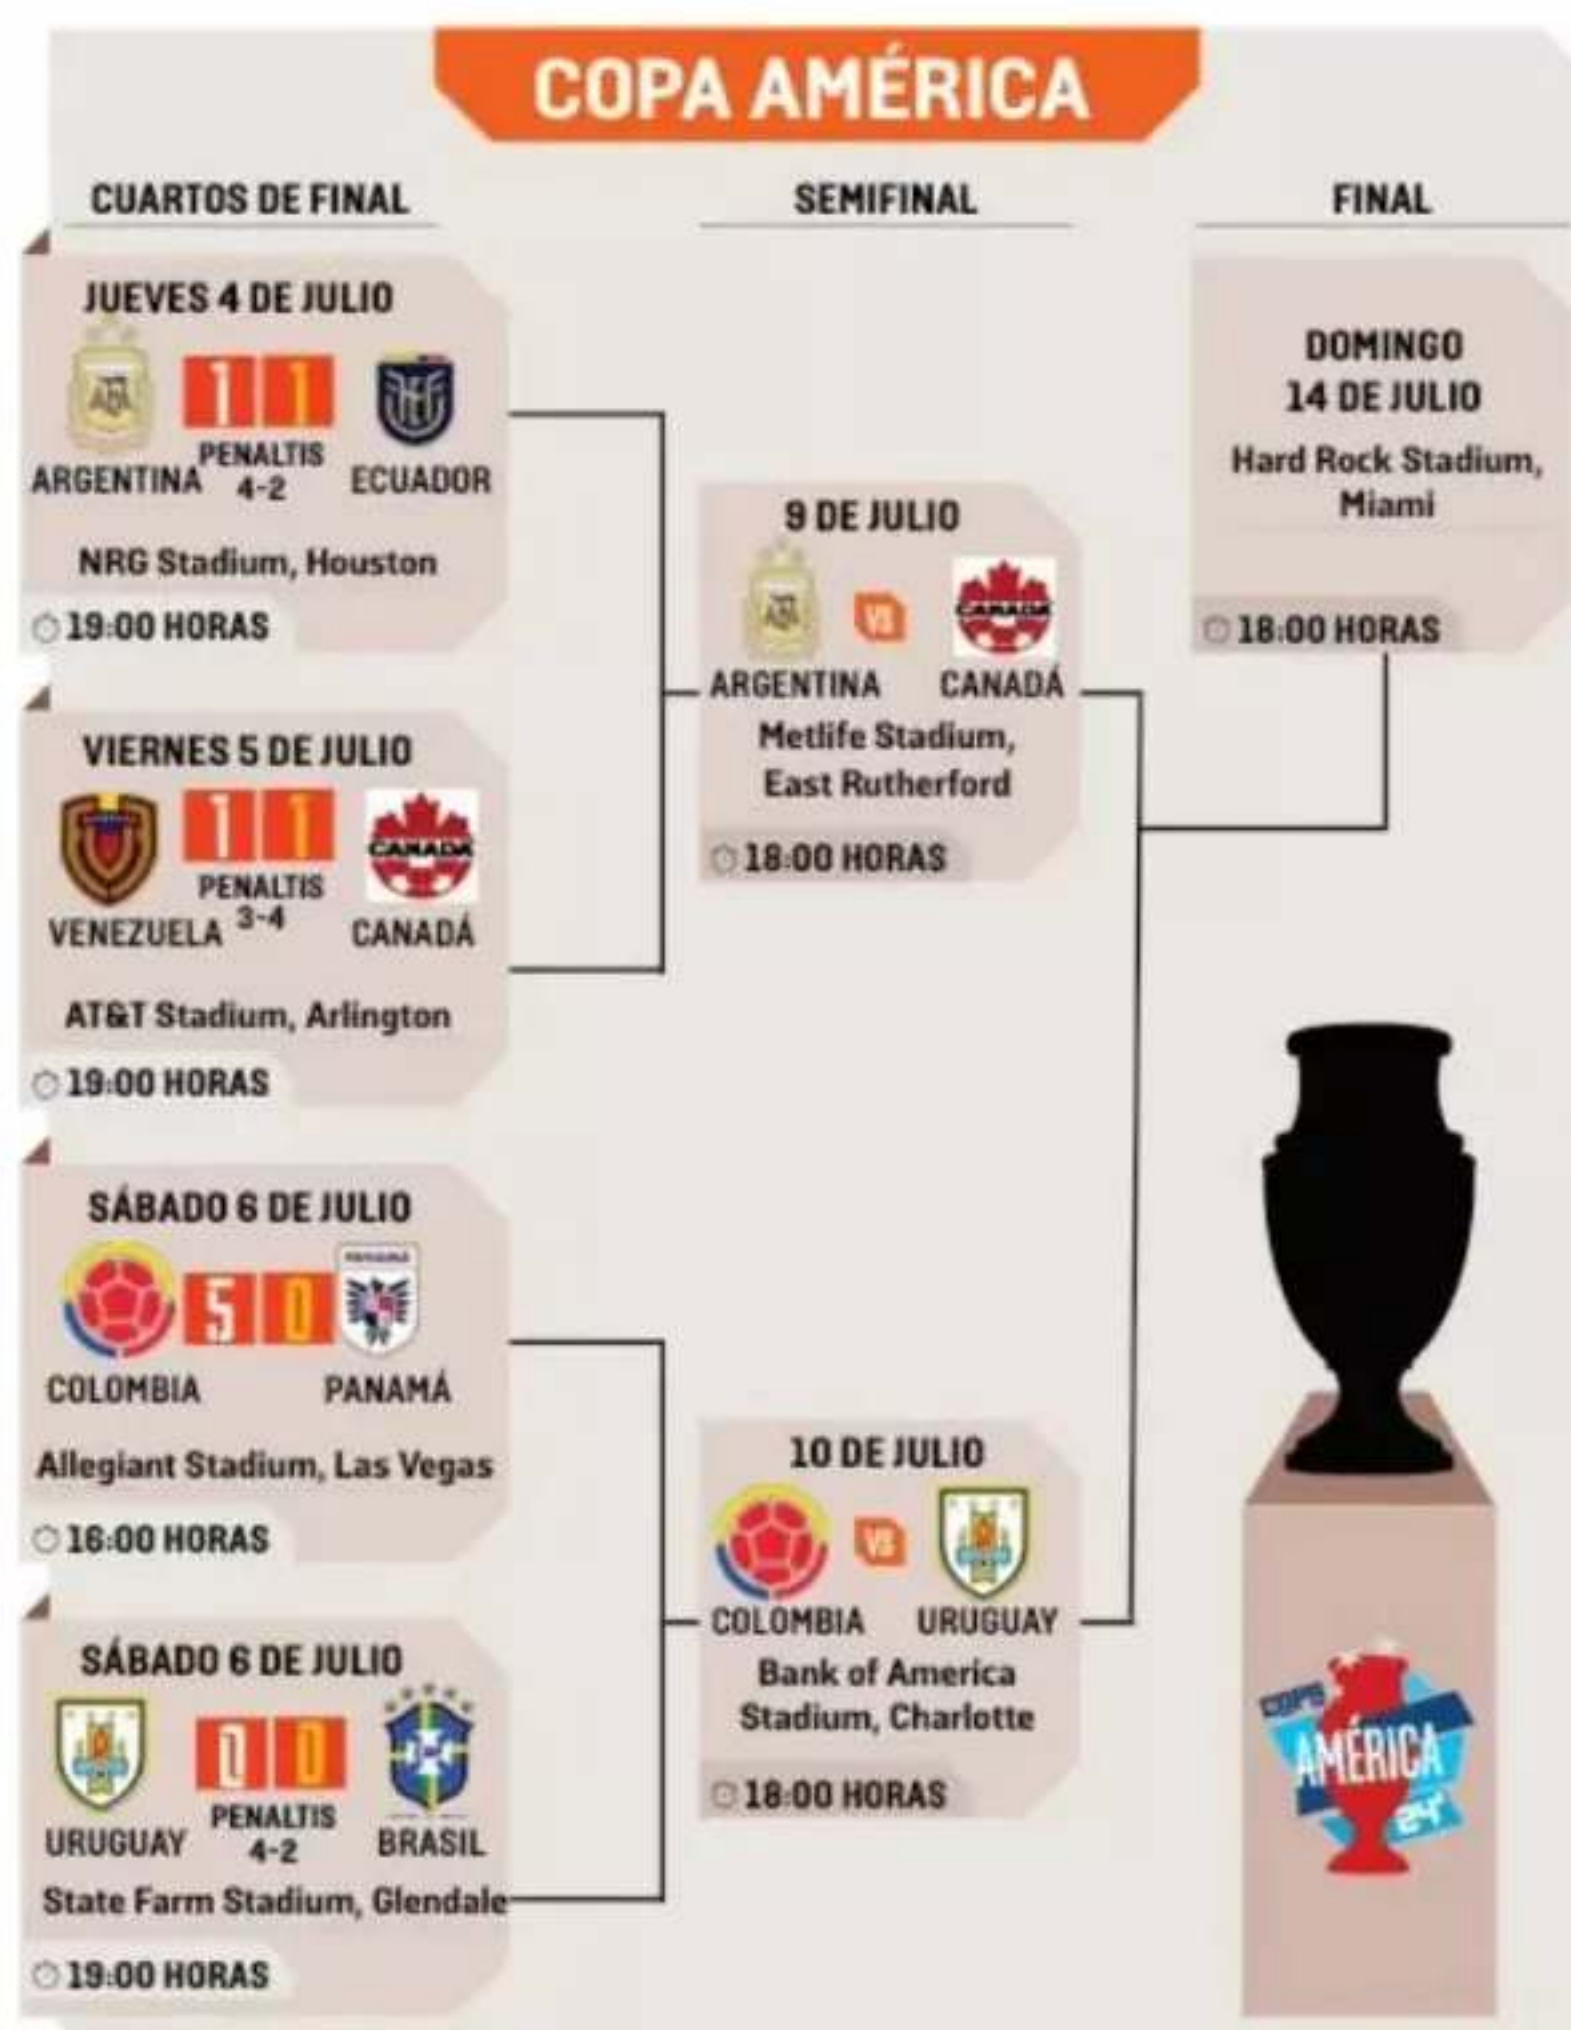 COPA AMÉRICA
CUARTOS DE FINAL
SEMIFINAL
FINAL
JUEVES 4 DE JULIO
1 1
PENALTIS
4-2
ARGENTINA
ECUADOR
NRG Stadium, Houston
19:00 HORAS
VIERNES 5 DE JULIO
1 1
CANADA
PENALTIS
3-4
VENEZUELA
CANADÁ
AT&T Stadium, Arlington
19:00 HORAS
SÁBADO 6 DE JULIO
PANAMÁ
5 0
COLOMBIA
PANAMÁ
Allegiant Stadium, Las Vegas
16:00 HORAS
SÁBADO 6 DE JULIO
0 0
PENALTIS
4-2
URUGUAY
BRASIL
State Farm Stadium, Glendale
19:00 HORAS
9 DE JULIO
VS
CANADA
ARGENTINA
CANADÁ
Metlife Stadium,
East Rutherford
18:00 HORAS
10 DE JULIO
VS
COLOMBIA
URUGUAY
Bank of America
Stadium, Charlotte
18:00 HORAS
DOMINGO
14 DE JULIO
Hard Rock Stadium,
Miami
18:00 HORAS
COPA
AMÉRICA
24